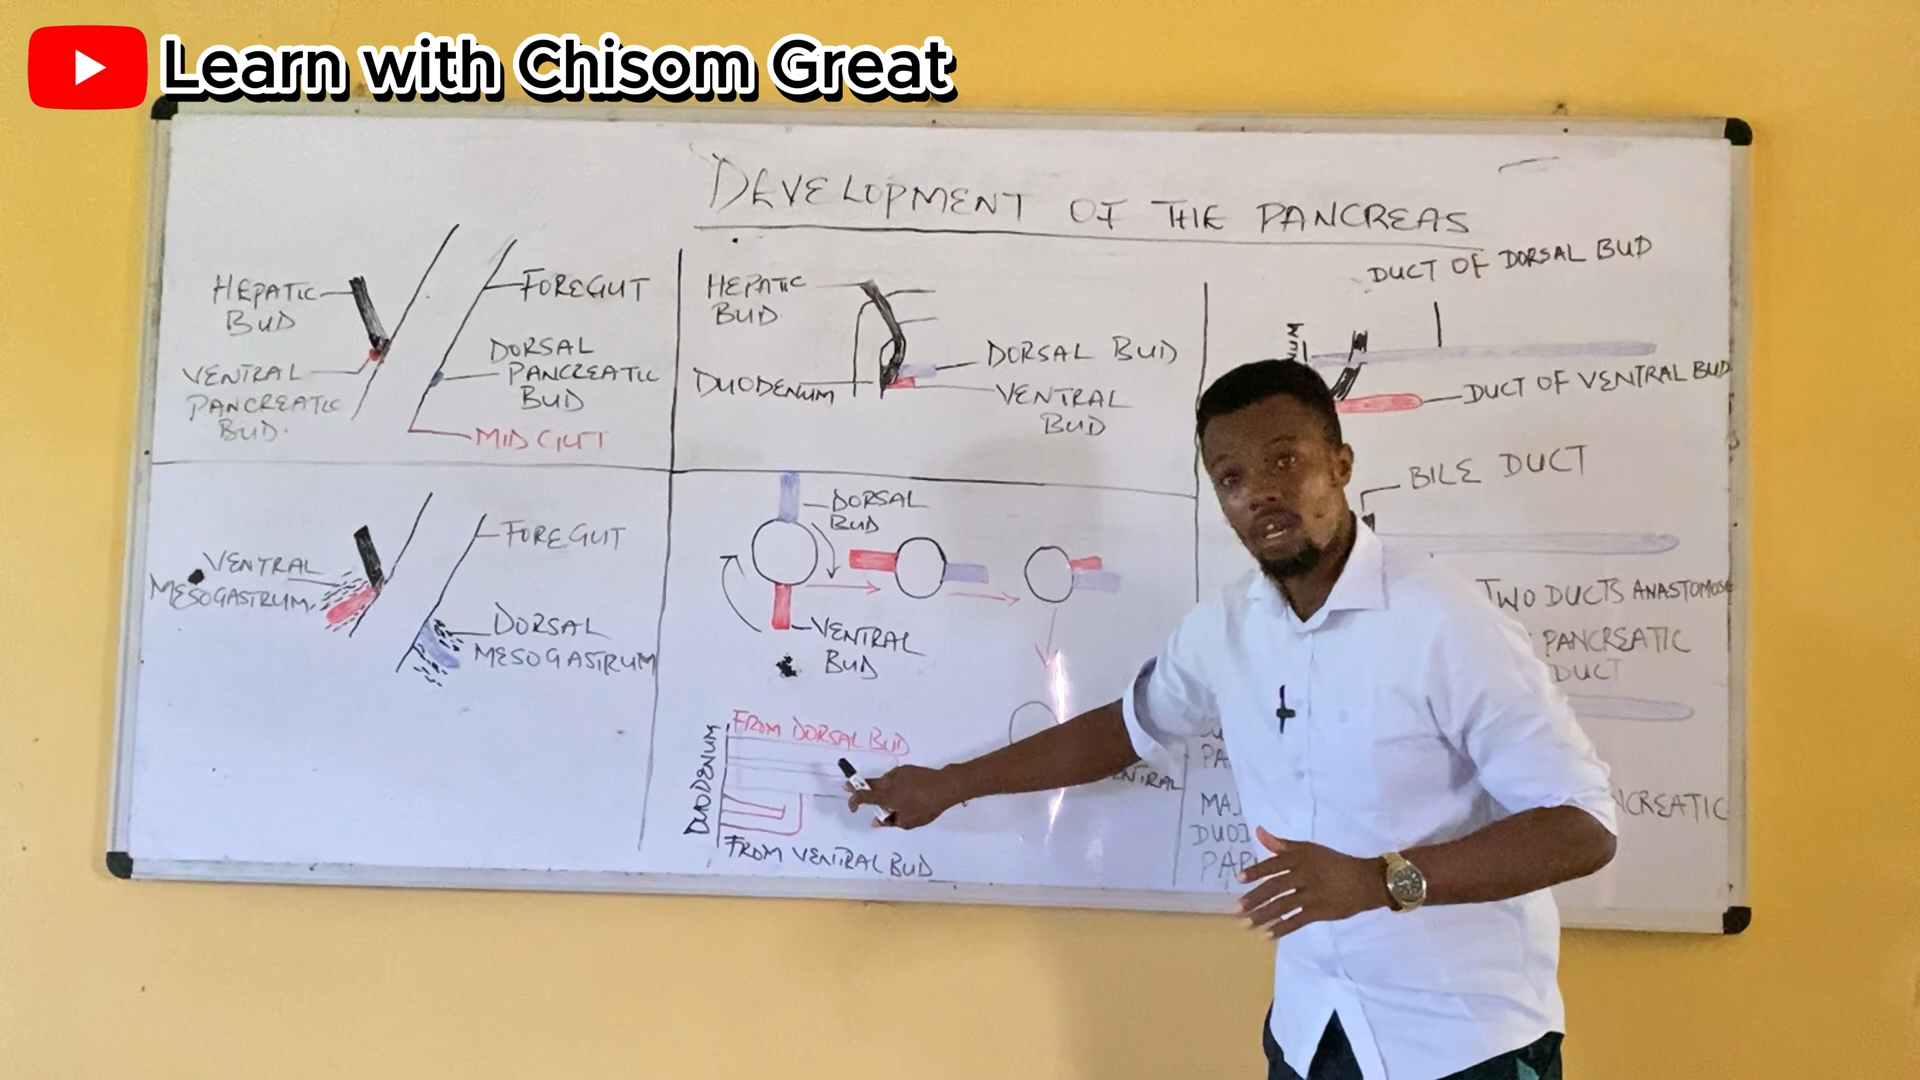 Learn with Chisom Great
DEVELOPMENT OF THE PANCREAS
HEPATIC
BUD
VENTRAL
PANCREATIC
BUD.
FOREGUT
DORSAL
PANCREATIC
BUD
MIDGUT
HEPATIC
BUD
DUODENUM
DORSAL BUD
VENTRAL
BUD
DUCT OF DORSAL BUD
DUCT OF VENTRAL BUD
BILE DUCT
VENTRAL
MESOGASTRUM
FOREGUT
DORSAL
MESOGASTRUM
DORSAL
BUD
VENTRAL
BUD
TWO DUCTS ANASTOMOSE
PANCREATIC
DUCT
DUODENUM
FROM DORSAL BUD
FROM VENTRAL BUD